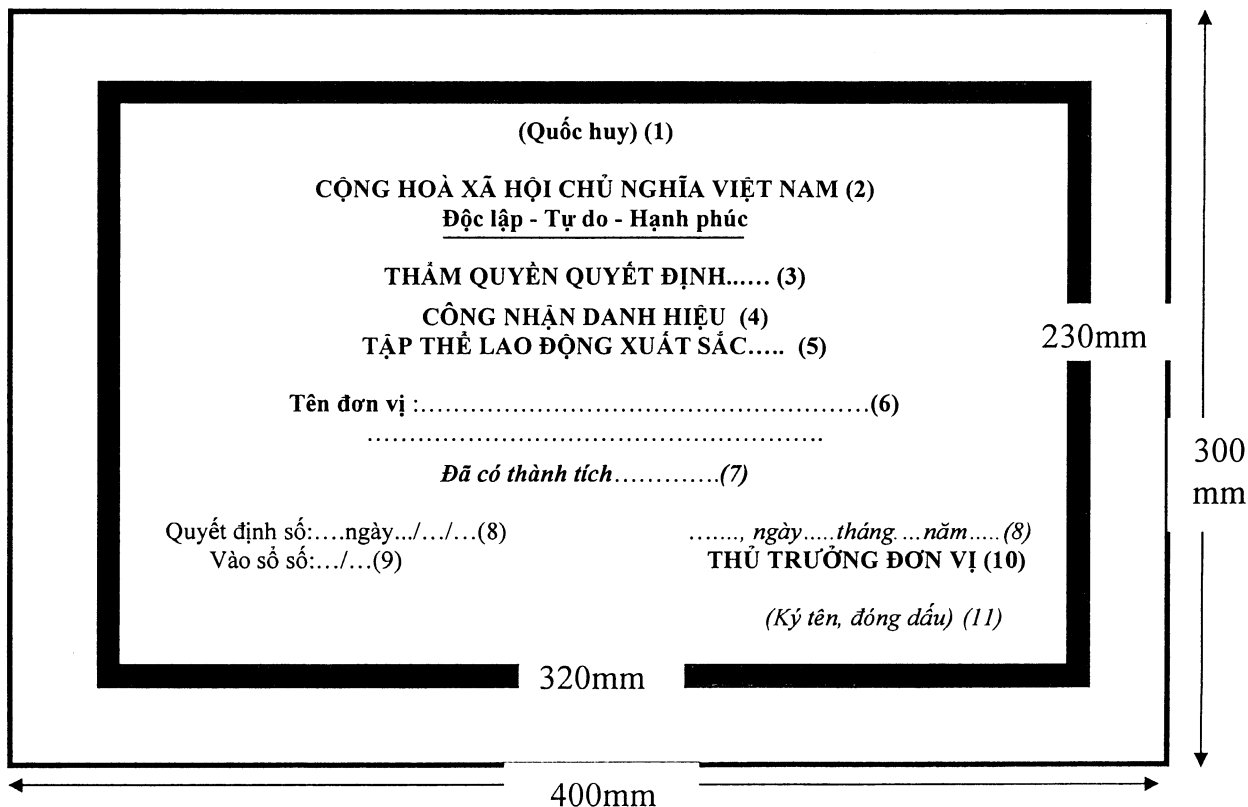 (Quốc huy) (1)
CỘNG HOÀ XÃ HỘI CHỦ NGHĨA VIỆT NAM (2)
Độc lập - Tự do - Hạnh phúc
THẨM QUYỀN QUYẾT ĐỊNH...... (3)
CÔNG NHẬN DANH HIỆU (4)
TẬP THỂ LAO ĐỘNG XUẤT SẮC..... (5)
230mm
Tên đơn vị :......................................................(6)
.......................................................
300
mm
Đã có thành tích.............(7)
Quyết định số:....ngày.../.../...(8)
Vào sổ số:.../...(9)
......., ngày.....tháng....năm.....(8)
THỦ TRƯỞNG ĐƠN VỊ (10)
(Ký tên, đóng dấu) (11)
320mm
400mm